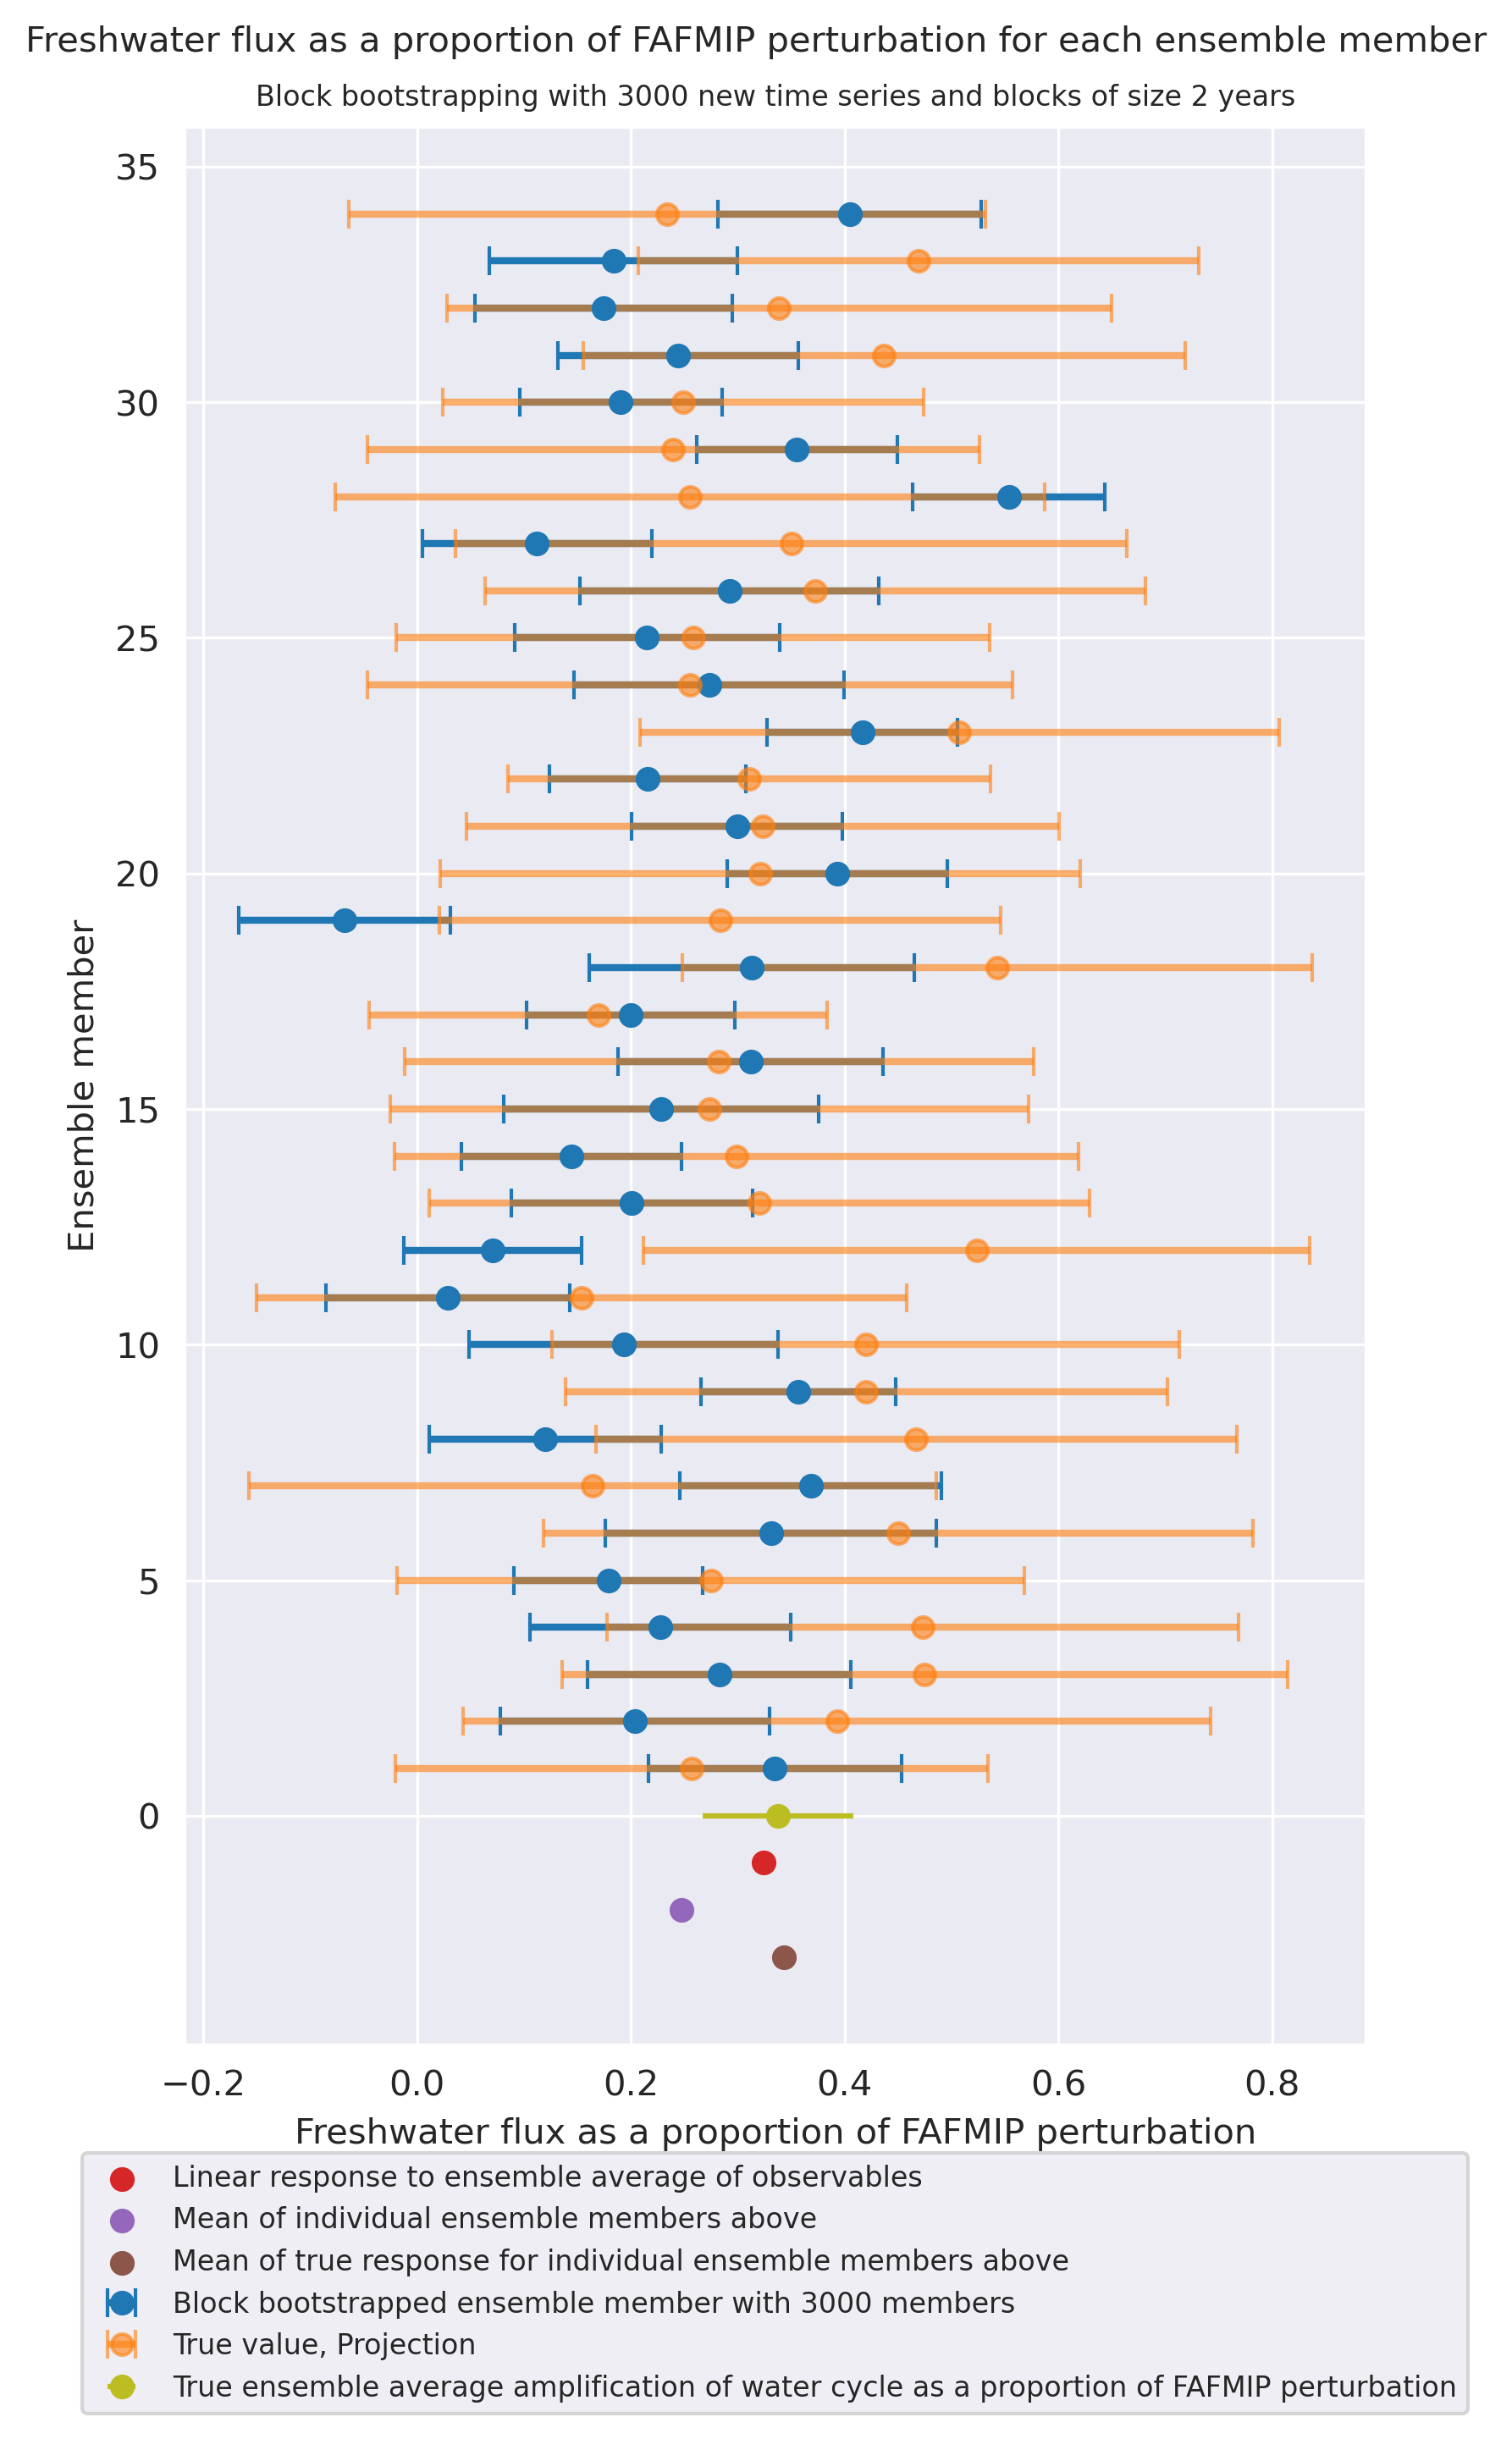 Freshwater flux as a proportion of FAFMIP perturbation for each ensemble member
Block bootstrapping with 3000 new time series and blocks of size 2 years
35
30
25
20
15
10
5
0
Ensemble member
−0.2 0.0 0.2 0.4 0.6 0.8
Freshwater flux as a proportion of FAFMIP perturbation
Linear response to ensemble average of observables
Mean of individual ensemble members above
Mean of true response for individual ensemble members above
Block bootstrapped ensemble member with 3000 members
True value, Projection
True ensemble average amplification of water cycle as a proportion of FAFMIP perturbation